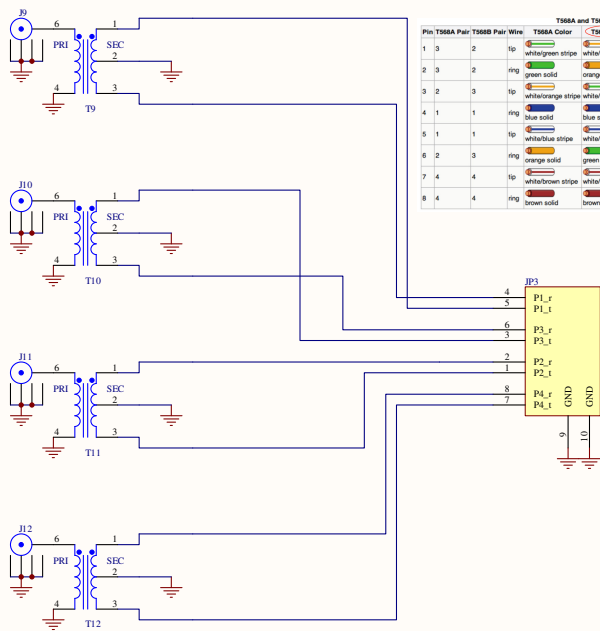 J9
6
1
PRI
SEC
2
4
3
T9
J10
6
1
PRI
SEC
2
4
3
T10
J11
6
1
PRI
SEC
2
4
3
T11
J12
6
1
PRI
SEC
2
4
3
T12
T568A and
Pin T568A Pair T568B Pair Wire T568A Color
1 3 2 tip
white/green stripe
2 3 2 ring
green solid
3 2 3 tip
white/orange stripe
4 1 1 ring
blue solid
5 1 1 tip
white/blue stripe
6 2 3 ring
orange solid green
7 4 4 tip
white/brown stripe
8 4 4 ring
brown solid brown
JP3
4 P1_r
5 P1_t
6 P3_r
3 P3_t
2 P2_r
1 P2_t
8 P4_r
7 P4_t
GND
GND
9
10